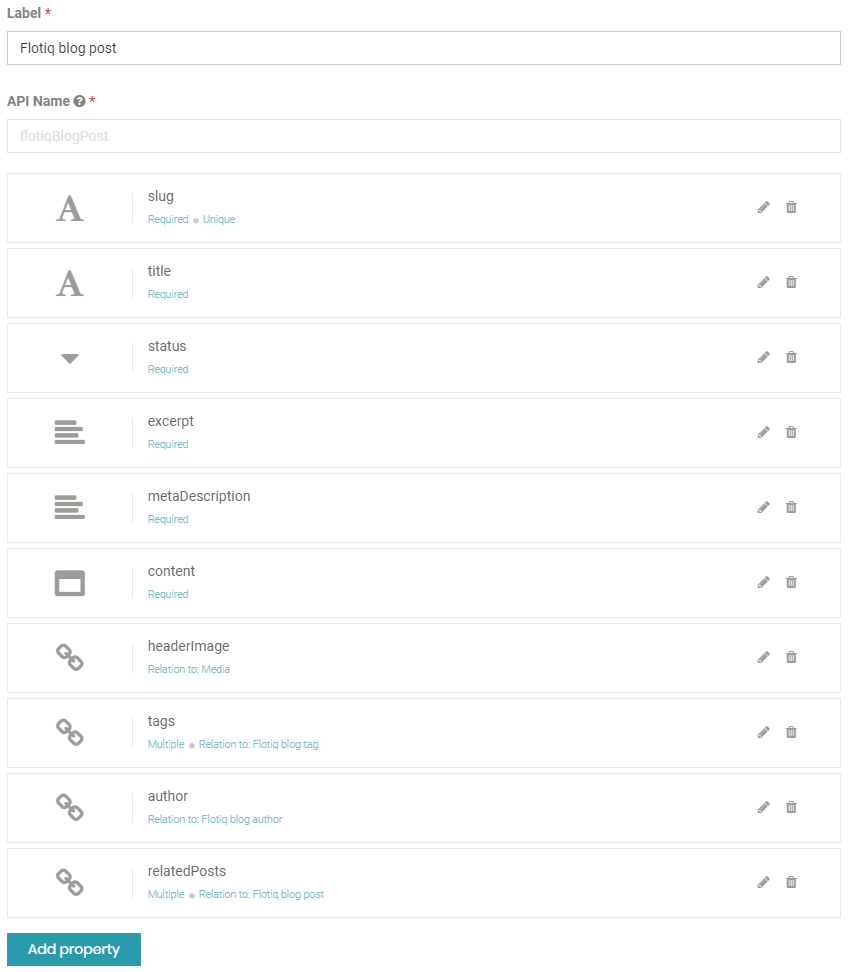 Label *
Flotiq blog post
API Name ? *
flotiqBlogPost
slug
Required ● Unique
title
Required
status
Required
excerpt
Required
metaDescription
Required
content
Required
headerImage
Relation to: Media
tags
Multiple ● Relation to: Flotiq blog tag
author
Relation to: Flotiq blog author
relatedPosts
Multiple ● Relation to: Flotiq blog post
Add property